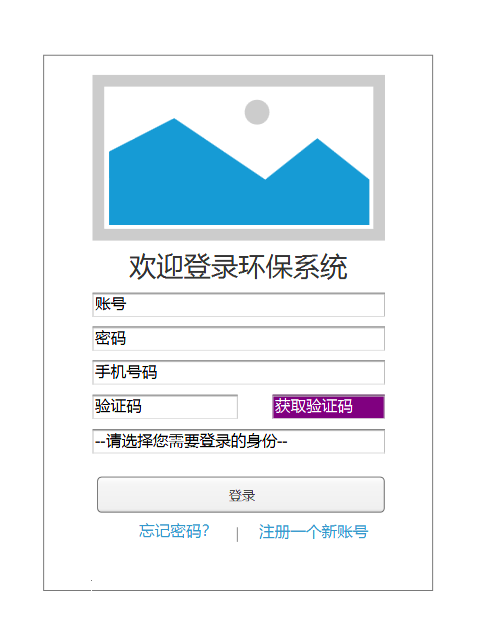 欢迎登录环保系统
账号
密码
手机号码
验证码 获取验证码
--请选择您需要登录的身份--
登录
忘记密码? | 注册一个新账号